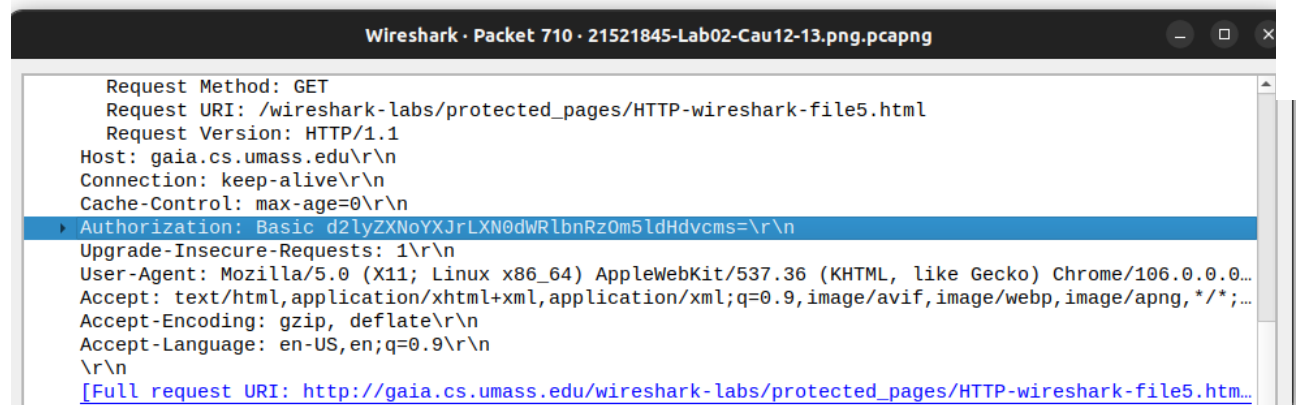 Wireshark · Packet 710 · 21521845-Lab02-Cau12-13.png.pcapng
Request Method: GET
Request URI: /wireshark-labs/protected_pages/HTTP-wireshark-file5.html
Request Version: HTTP/1.1
Host: gaia.cs.umass.edu\r\n
Connection: keep-alive\r\n
Cache-Control: max-age=0\r\n
Authorization: Basic d2lyZXNoYXJrLXN0dWRlbnRzOm5ldHdvcms=\r\n
Upgrade-Insecure-Requests: 1\r\n
User-Agent: Mozilla/5.0 (X11; Linux x86_64) AppleWebKit/537.36 (KHTML, like Gecko) Chrome/106.0.0.0…
Accept: text/html,application/xhtml+xml,application/xml;q=0.9,image/avif,image/webp,image/apng,*/*;…
Accept-Encoding: gzip, deflate\r\n
Accept-Language: en-US,en;q=0.9\r\n
\r\n
[Full request URI: http://gaia.cs.umass.edu/wireshark-labs/protected_pages/HTTP-wireshark-file5.htm…